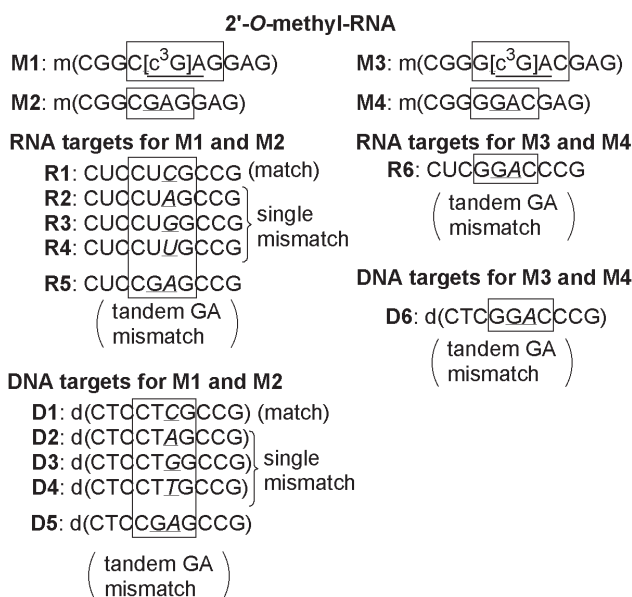 2'-O-methyl-RNA
M1: m(CGGC[c³G]AGGAG)
M2: m(CGGCGAGGAG)
M3: m(CGGG[c³G]ACGAG)
M4: m(CGGGGACGAG)
RNA targets for M1 and M2
R1: CUCCUCGCCG (match)
R2: CUCCUAGCCG
R3: CUCCUGGCCG
R4: CUCCUUGCCG
single
mismatch
R5: CUCCGAGCCG
(tandem GA
mismatch)
RNA targets for M3 and M4
R6: CUCGGACCCG
(tandem GA
mismatch)
DNA targets for M3 and M4
D6: d(CTCGGACCCG)
(tandem GA
mismatch)
DNA targets for M1 and M2
D1: d(CTCCTCGCCG) (match)
D2: d(CTCCTAGCCG)
D3: d(CTCCTGGCCG)
D4: d(CTCCTTGCCG)
single
mismatch
D5: d(CTCCGAGCCG)
(tandem GA
mismatch)